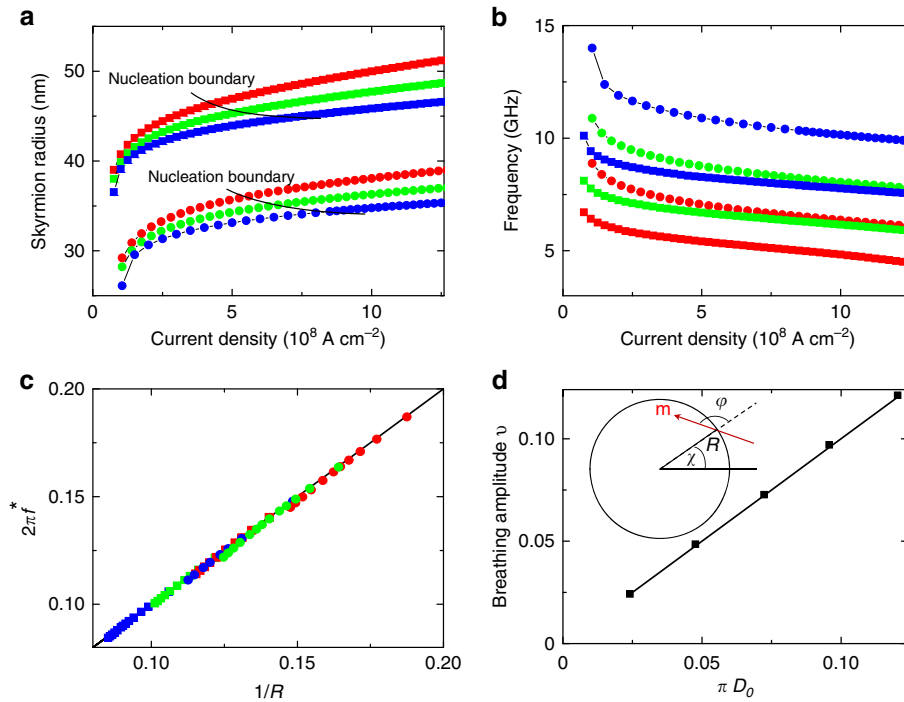 a
50
40
30
Skyrmion radius (nm)
Nucleation boundary
Nucleation boundary
5
10
Current density (10⁸ A cm⁻²)
b
15
10
5
Frequency (GHz)
5
10
Current density (10⁸ A cm⁻²)
c
0.20
0.15
0.10
2πf*
0.10
0.15
0.20
1/R
d
0.10
0.05
0
Breathing amplitude υ
m
φ
R
χ
0
0.05
0.10
π D₀